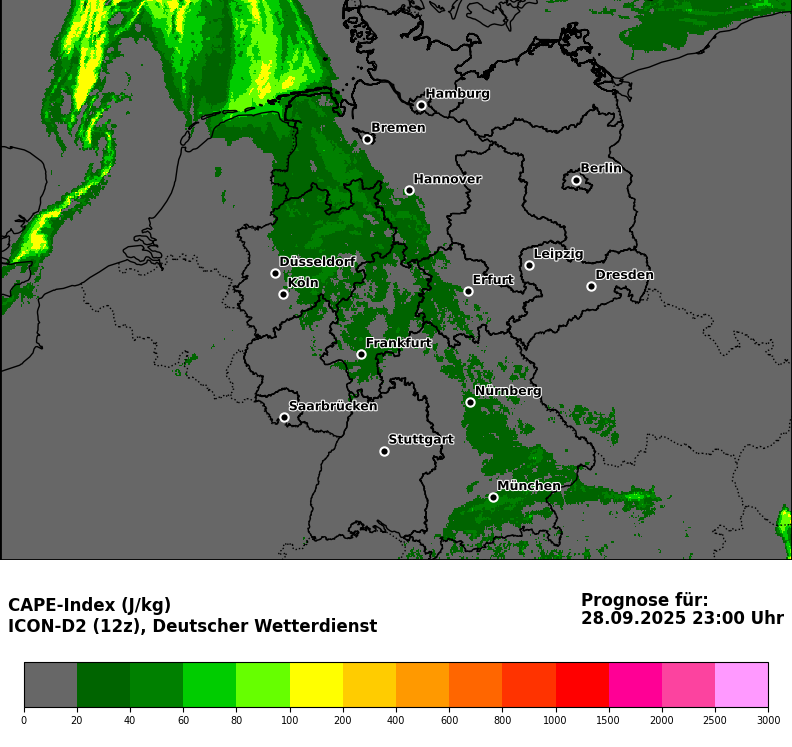 Hamburg
Bremen
Berlin
Hannover
Leipzig
Düsseldorf
Dresden
Köln
Erfurt
Frankfurt
Nürnberg
Saarbrücken
Stuttgart
München
CAPE-Index (J/kg)
ICON-D2 (12z), Deutscher Wetterdienst
Prognose für:
28.09.2025 23:00 Uhr
0 20 40 60 80 100 200 400 600 800 1000 1500 2000 2500 3000